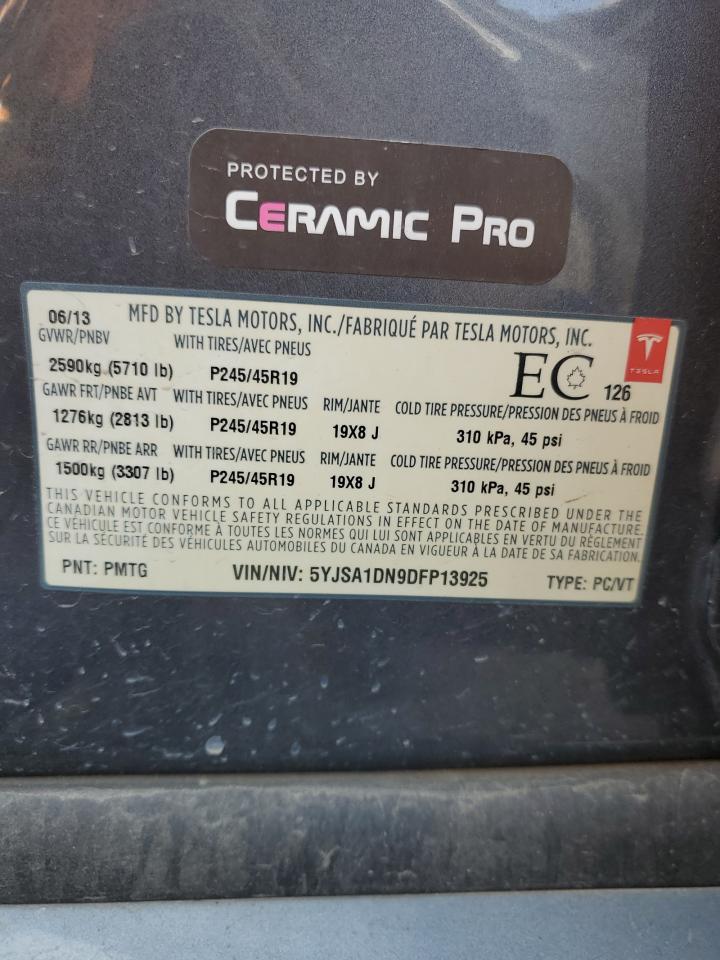 PROTECTED BY
CERAMIC PRO
06/13 MFD BY TESLA MOTORS, INC./FABRIQUÉ PAR TESLA MOTORS, INC.
GVWR/PNBV WITH TIRES/AVEC PNEUS
2590kg (5710 lb) P245/45R19 EC 126
TESLA
GAWR FRT/PNBE AVT WITH TIRES/AVEC PNEUS RIM/JANTE COLD TIRE PRESSURE/PRESSION DES PNEUS À FROID
1276kg (2813 lb) P245/45R19 19X8 J 310 kPa, 45 psi
GAWR RR/PNBE ARR WITH TIRES/AVEC PNEUS RIM/JANTE COLD TIRE PRESSURE/PRESSION DES PNEUS À FROID
1500kg (3307 lb) P245/45R19 19X8 J 310 kPa, 45 psi
THIS VEHICLE CONFORMS TO ALL APPLICABLE STANDARDS PRESCRIBED UNDER THE
CANADIAN MOTOR VEHICLE SAFETY REGULATIONS IN EFFECT ON THE DATE OF MANUFACTURE.
CE VÉHICULE EST CONFORME À TOUTES LES NORMES QUI LUI SONT APPLICABLES EN VERTU DU RÈGLEMENT
SUR LA SÉCURITÉ DES VÉHICULES AUTOMOBILES DU CANADA EN VIGUEUR À LA DATE DE SA FABRICATION.
PNT: PMTG VIN/NIV: 5YJSA1DN9DFP13925 TYPE: PC/VT